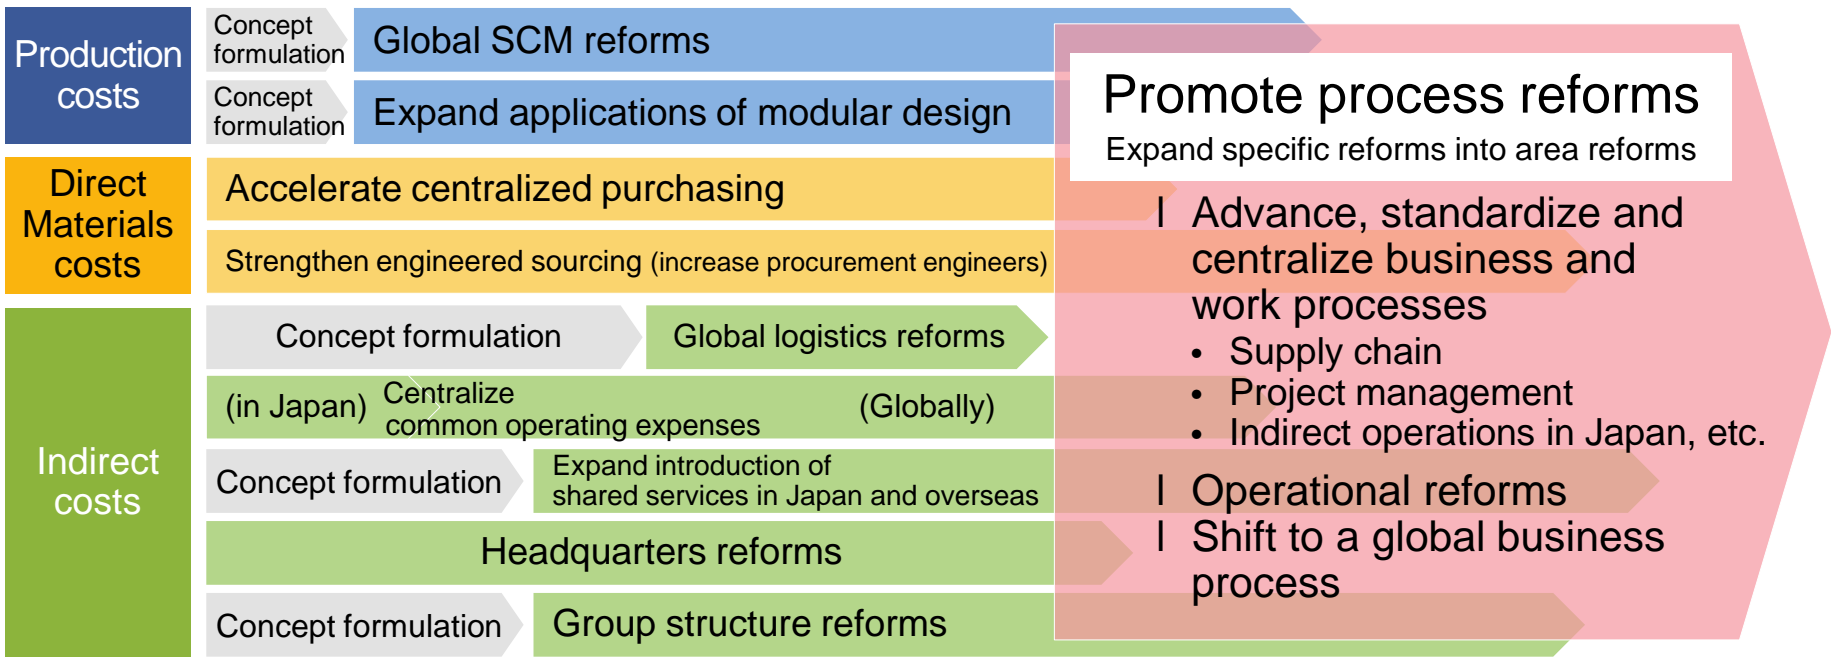 Production
costs
Concept
formulation
Global SCM reforms
Concept
formulation
Expand applications of modular design
Direct
Materials
costs
Accelerate centralized purchasing
Strengthen engineered sourcing (increase procurement engineers)
Indirect
costs
Concept formulation
Global logistics reforms
(in Japan)
Centralize
common operating expenses
(Globally)
Concept formulation
Expand introduction of
shared services in Japan and overseas
Headquarters reforms
Concept formulation
Group structure reforms
Promote process reforms
Expand specific reforms into area reforms
l Advance, standardize and
centralize business and
work processes
• Supply chain
• Project management
• Indirect operations in Japan, etc.
l Operational reforms
l Shift to a global business
process